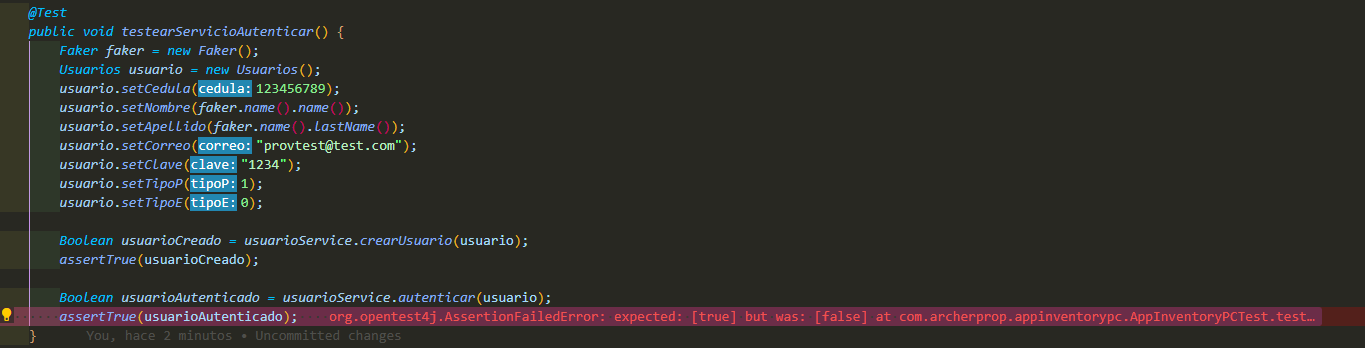 @Test
public void testearServicioAutenticar() {
Faker faker = new Faker();
Usuarios usuario = new Usuarios();
usuario.setCedula(cedula: 123456789);
usuario.setNombre(faker.name().name());
usuario.setApellido(faker.name().lastName());
usuario.setCorreo(correo: "provtest@test.com");
usuario.setClave(clave: "1234");
usuario.setTipoP(tipoP: 1);
usuario.setTipoE(tipoE: 0);
Boolean usuarioCreado = usuarioService.crearUsuario(usuario);
assertTrue(usuarioCreado);
Boolean usuarioAutenticado = usuarioService.autenticar(usuario);
assertTrue(usuarioAutenticado); org.opentest4j.AssertionFailedError: expected: [true] but was: [false] at com.archerprop.appinventorypc.AppInventoryPCTest.test…
} You, hace 2 minutos • Uncommitted changes